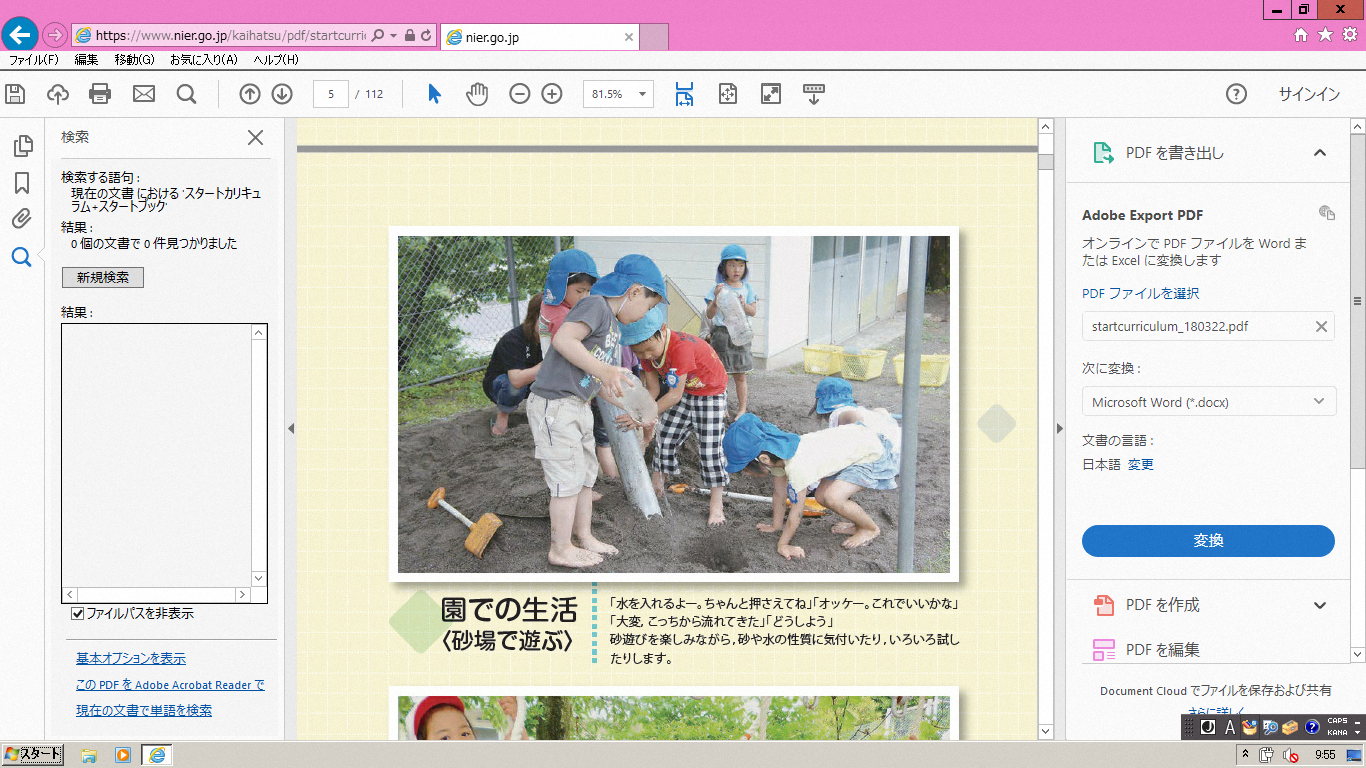 https://www.nier.go.jp/kaihatsu/pdf/startcurri
nier.go.jp
ファイル(F) 編集 移動(G) お気に入り(A) ヘルプ(H)
5 / 112
81.5%
サインイン
検索
検索する語句 :
現在の文書 における 'スタートカリキュ
ラム+スタートブック'
結果 :
0 個の文書で 0 件見つかりました
新規検索
結果 :
ファイルパスを非表示
基本オプションを表示
この PDF を Adobe Acrobat Reader で
現在の文書で単語を検索
園での生活
〈砂場で遊ぶ〉
「水を入れるよー。ちゃんと押さえてね」「オッケー。これでいいかな」
「大変，こっちから流れてきた」「どうしよう」
砂遊びを楽しみながら，砂や水の性質に気付いたり，いろいろ試し
たりします。
PDF を書き出し
Adobe Export PDF
オンラインで PDF ファイルを Word ま
たは Excel に変換します
PDF ファイルを選択
startcurriculum_180322.pdf
次に変換 :
Microsoft Word (*.docx)
文書の言語 :
日本語 変更
変換
PDF を作成
PDF を編集
Document Cloud でファイルを保存および共有
さらに詳しく
A
CAPS
KANA
スタート
9:55